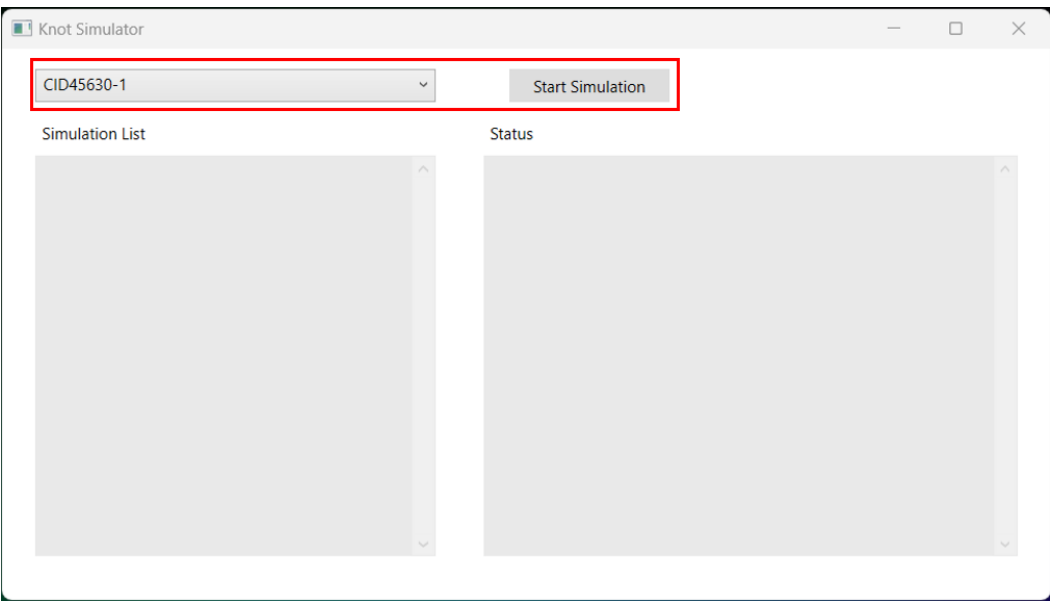 Knot Simulator
CID45630-1
Start Simulation
Simulation List
Status